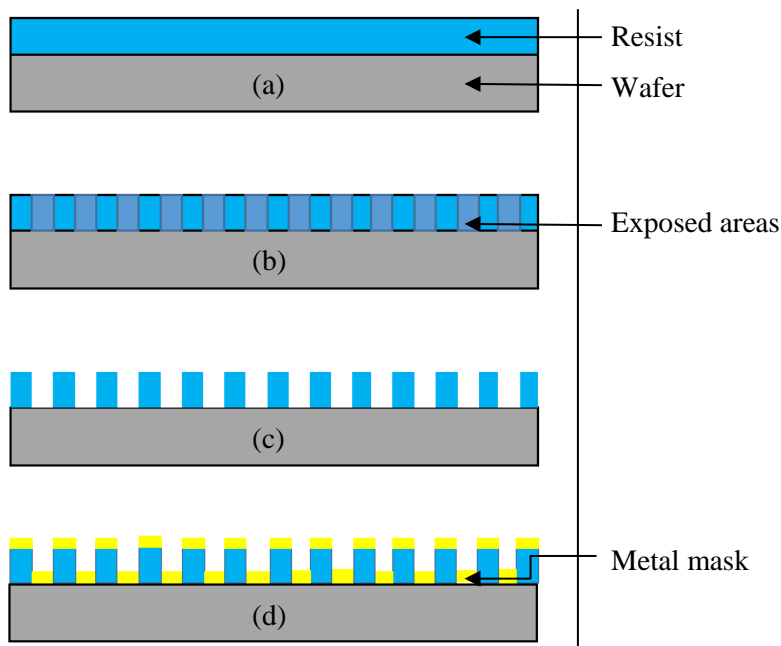 Resist
(a)
Wafer
Exposed areas
(b)
(c)
Metal mask
(d)